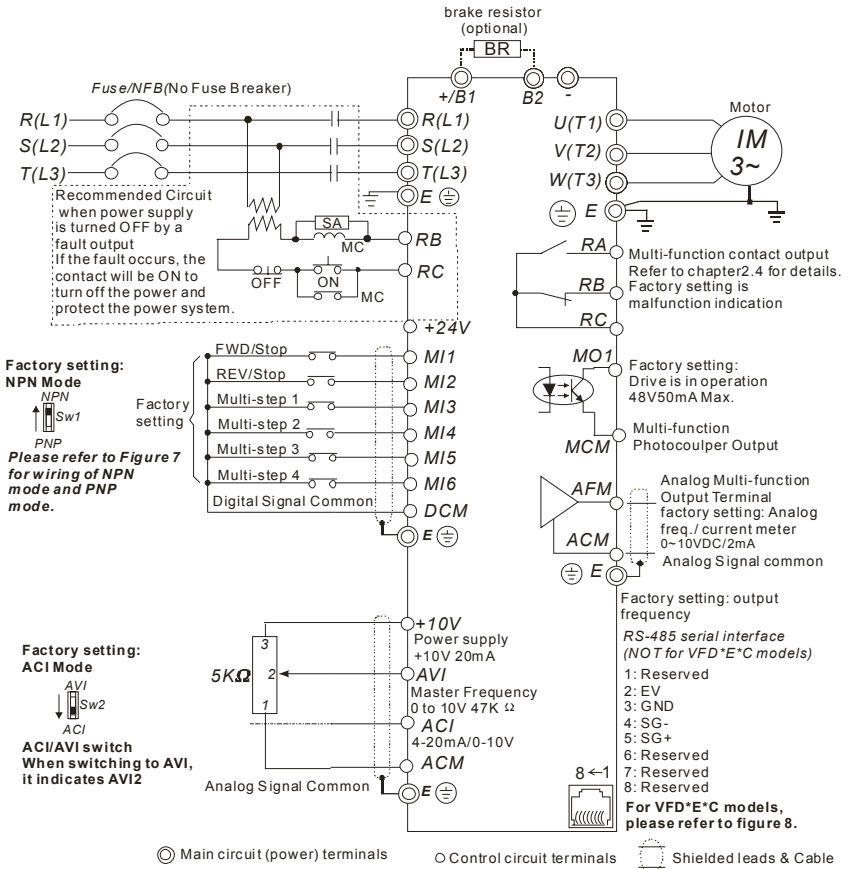 brake resistor
(optional)
BR
Fuse/NFB(No Fuse Breaker)
+/B1
B2
-
R(L1)
S(L2)
T(L3)
R(L1)
S(L2)
T(L3)
E
U(T1)
V(T2)
W(T3)
E
Motor
IM
3~
Recommended Circuit
when power supply
is turned OFF by a
fault output
If the fault occurs, the
contact will be ON to
turn off the power and
protect the power system.
SA
MC
OFF
ON
MC
RB
RC
RA
RB
RC
Multi-function contact output
Refer to chapter2.4 for details.
Factory setting is
malfunction indication
+24V
Factory setting:
NPN Mode
NPN
Sw1
PNP
Please refer to Figure 7
for wiring of NPN
mode and PNP
mode.
Factory
setting
FWD/Stop
REV/Stop
Multi-step 1
Multi-step 2
Multi-step 3
Multi-step 4
Digital Signal Common
MI1
MI2
MI3
MI4
MI5
MI6
DCM
E
MO1
Factory setting:
Drive is in operation
48V50mA Max.
Multi-function
Photocoulper Output
MCM
AFM
Analog Multi-function
Output Terminal
factory setting: Analog
freq./ current meter
0~10VDC/2mA
ACM
Analog Signal common
E
Factory setting: output
frequency
RS-485 serial interface
(NOT for VFD*E*C models)
1: Reserved
2: EV
3: GND
4: SG-
5: SG+
6: Reserved
7: Reserved
8: Reserved
For VFD*E*C models,
please refer to figure 8.
8←1
Factory setting:
ACI Mode
AVI
Sw2
ACI
ACI/AVI switch
When switching to AVI,
it indicates AVI2
5KΩ
3
2
1
+10V
Power supply
+10V 20mA
AVI
Master Frequency
0 to 10V 47K Ω
ACI
4-20mA/0-10V
ACM
Analog Signal Common
E
Main circuit (power) terminals
Control circuit terminals
Shielded leads & Cable